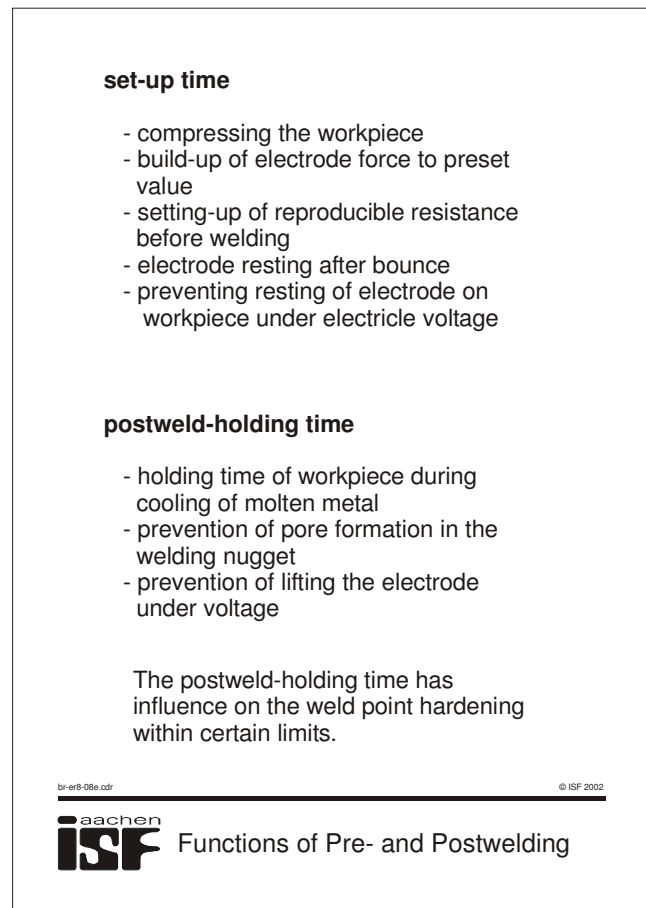 set-up time
- compressing the workpiece
- build-up of electrode force to preset
value
- setting-up of reproducible resistance
before welding
- electrode resting after bounce
- preventing resting of electrode on
workpiece under electricle voltage
postweld-holding time
- holding time of workpiece during
cooling of molten metal
- prevention of pore formation in the
welding nugget
- prevention of lifting the electrode
under voltage
The postweld-holding time has
influence on the weld point hardening
within certain limits.
br-er8-08e.cdr © ISF 2002
aachen
isf Functions of Pre- and Postwelding